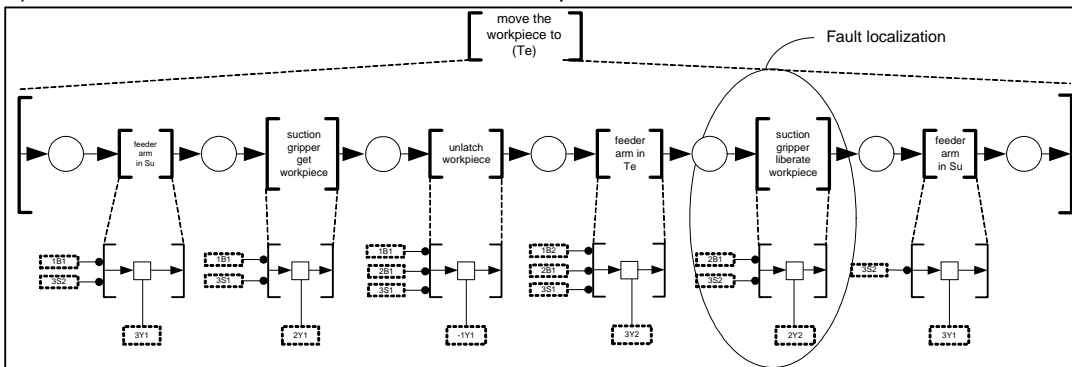 move the
workpiece to
(Te)
Fault localization
feeder
arm
in Su
suction
gripper
get
workpiece
unlatch
workpiece
feeder
arm in
Te
suction
gripper
liberate
workpiece
feeder
arm
in Su
1B1
3S2
3Y1
1B1
3S1
2Y1
1B1
2B1
3S1
-1Y1
1B2
2B1
3S1
3Y2
2B1
3S2
2Y2
3S2
3Y1